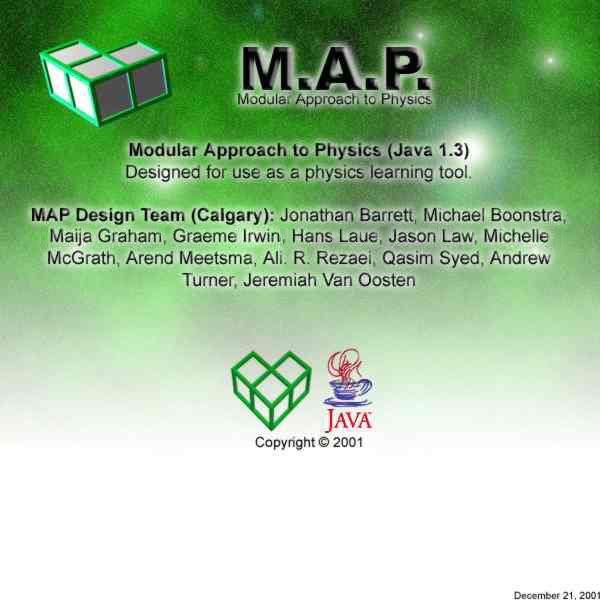 M.A.P.
Modular Approach to Physics
Modular Approach to Physics (Java 1.3)
Designed for use as a physics learning tool.
MAP Design Team (Calgary): Jonathan Barrett, Michael Boonstra,
Maija Graham, Graeme Irwin, Hans Laue, Jason Law, Michelle
McGrath, Arend Meetsma, Ali. R. Rezaei, Qasim Syed, Andrew
Turner, Jeremiah Van Oosten
JAVA
Copyright © 2001
December 21, 2001